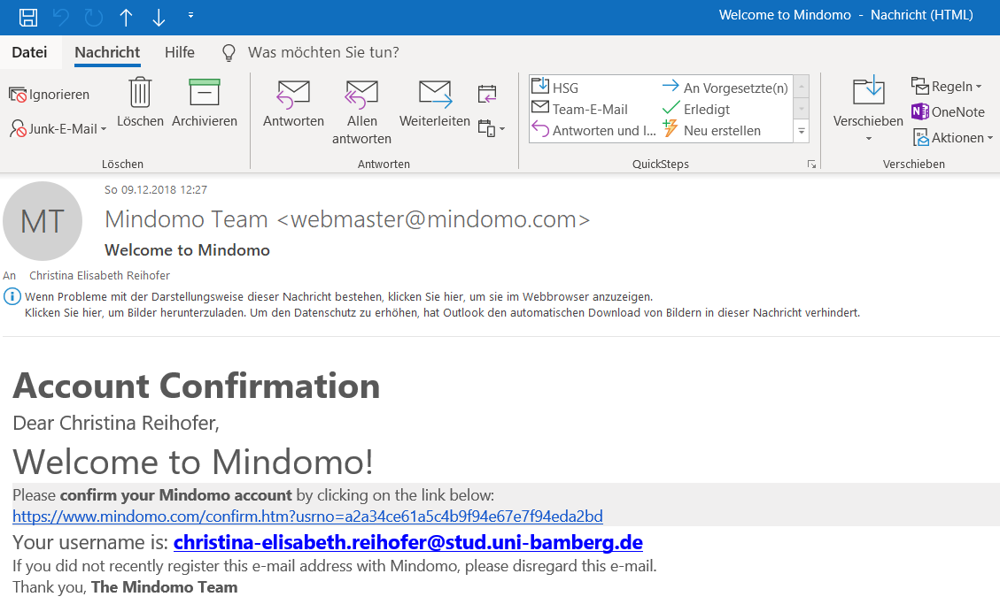 Welcome to Mindomo - Nachricht (HTML)
Datei Nachricht Hilfe Was möchten Sie tun?
Ignorieren
Junk-E-Mail
Löschen
Archivieren
Löschen
Antworten
Allen
antworten
Weiterleiten
Antworten
HSG
Team-E-Mail
Antworten und I...
An Vorgesetzte(n)
Erledigt
Neu erstellen
QuickSteps
Verschieben
Regeln
OneNote
Aktionen
Verschieben
MT
So 09.12.2018 12:27
Mindomo Team <webmaster@mindomo.com>
Welcome to Mindomo
An Christina Elisabeth Reihofer
Wenn Probleme mit der Darstellungsweise dieser Nachricht bestehen, klicken Sie hier, um sie im Webbrowser anzuzeigen.
Klicken Sie hier, um Bilder herunterzuladen. Um den Datenschutz zu erhöhen, hat Outlook den automatischen Download von Bildern in dieser Nachricht verhindert.
Account Confirmation
Dear Christina Reihofer,
Welcome to Mindomo!
Please confirm your Mindomo account by clicking on the link below:
https://www.mindomo.com/confirm.htm?usrno=a2a34ce61a5c4b9f94e67e7f94eda2bd
Your username is: christina-elisabeth.reihofer@stud.uni-bamberg.de
If you did not recently register this e-mail address with Mindomo, please disregard this e-mail.
Thank you, The Mindomo Team